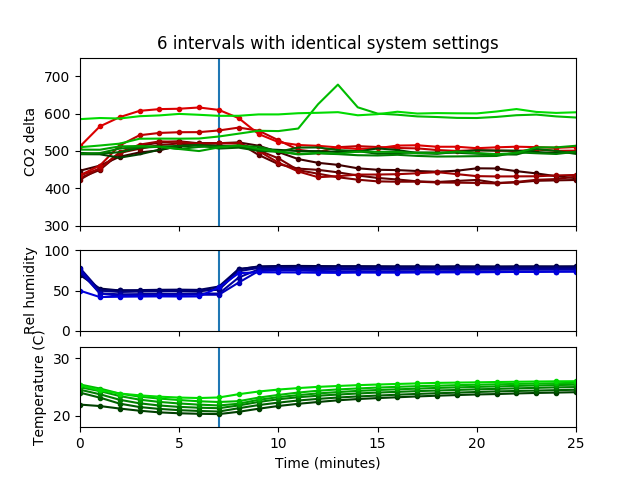 6 intervals with identical system settings
CO2 delta
700
600
500
400
300
Rel humidity
100
50
0
Temperature (C)
30
20
0 5 10 15 20 25
Time (minutes)